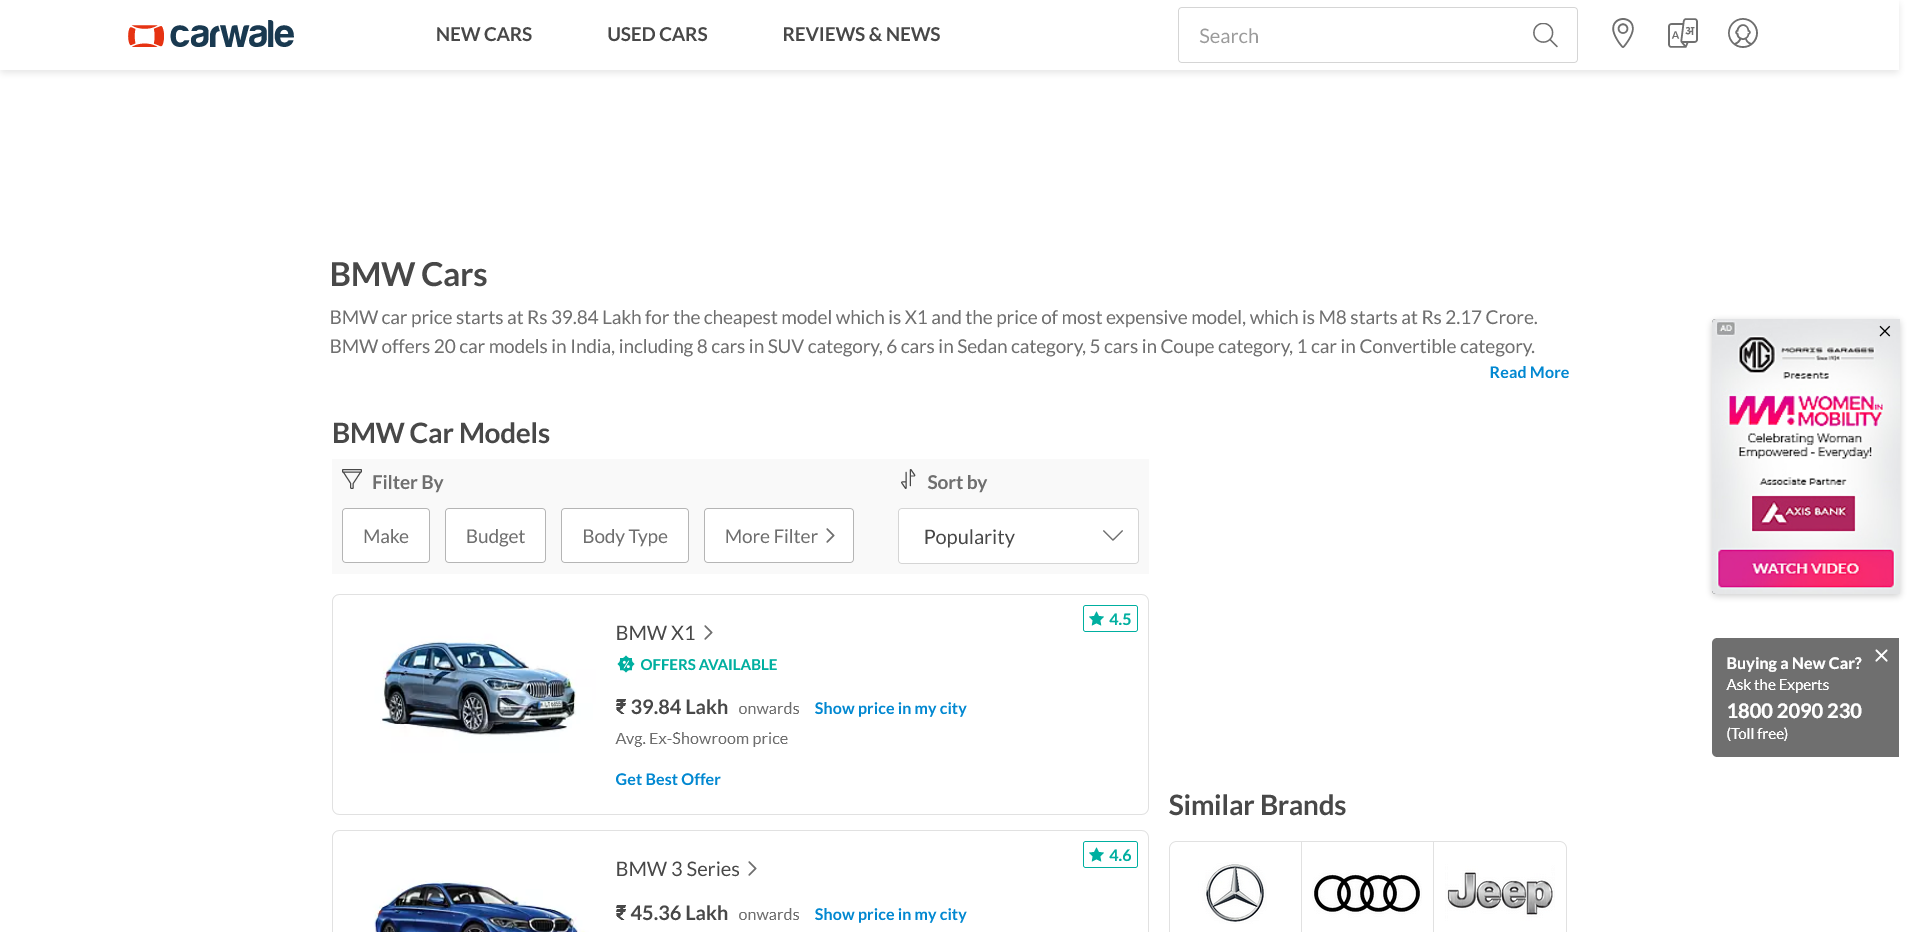 carwale
NEW CARS
USED CARS
REVIEWS & NEWS
Search
A अ
BMW Cars
BMW car price starts at Rs 39.84 Lakh for the cheapest model which is X1 and the price of most expensive model, which is M8 starts at Rs 2.17 Crore.
BMW offers 20 car models in India, including 8 cars in SUV category, 6 cars in Sedan category, 5 cars in Coupe category, 1 car in Convertible category.
Read More
BMW Car Models
Filter By
Sort by
Make
Budget
Body Type
More Filter
Popularity
BMW X1
4.5
OFFERS AVAILABLE
₹ 39.84 Lakh onwards Show price in my city
Avg. Ex-Showroom price
Get Best Offer
BMW 3 Series
4.6
₹ 45.36 Lakh onwards Show price in my city
Similar Brands
Jeep
AD
MG
MORRIS GARAGES
Since 1924
Presents
WOMEN IN
MOBILITY
Celebrating Woman
Empowered - Everyday!
Associate Partner
AXIS BANK
WATCH VIDEO
Buying a New Car?
Ask the Experts
1800 2090 230
(Toll free)